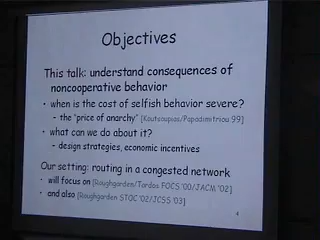 Objectives
This talk: understand consequences of
noncooperative behavior
• when is the cost of selfish behavior severe?
– the "price of anarchy" [Koutsoupias/Papadimitriou 99]
• what can we do about it?
– design strategies, economic incentives
Our setting: routing in a congested network
• will focus on [Roughgarden/Tardos FOCS '00/JACM '02]
• and also [Roughgarden STOC '02/JCSS '03]
4